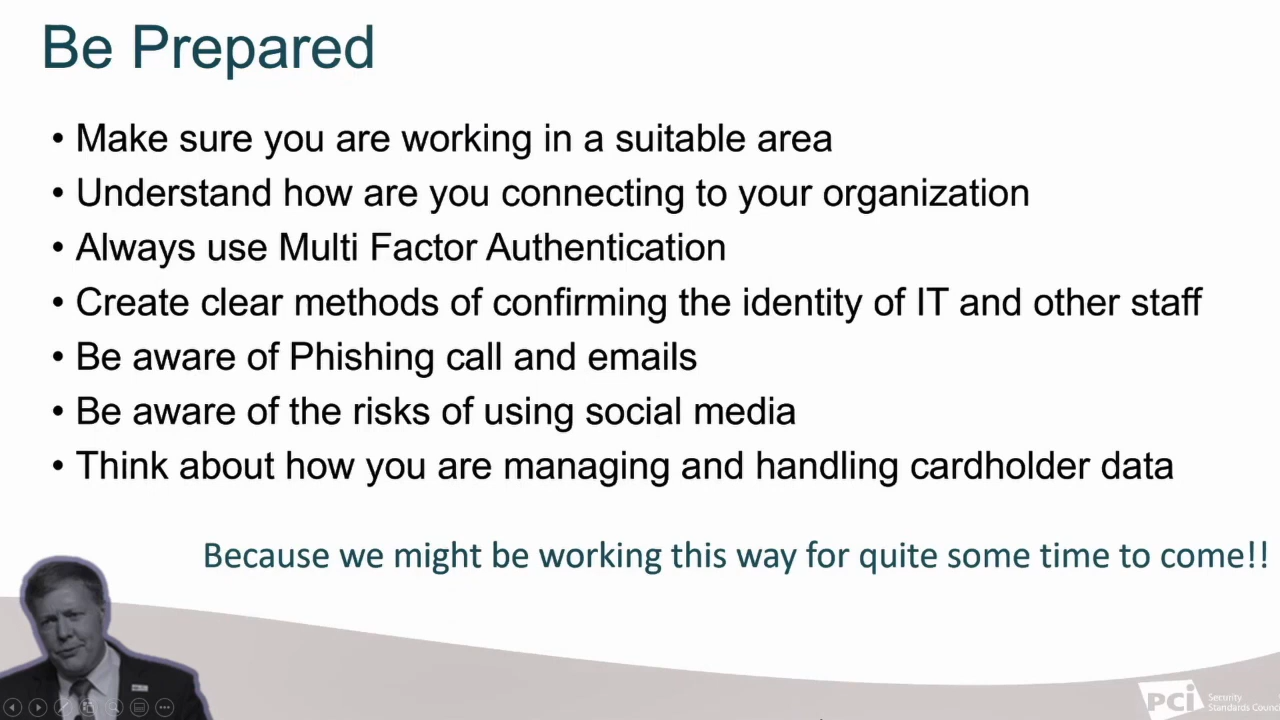 Be Prepared
• Make sure you are working in a suitable area
• Understand how are you connecting to your organization
• Always use Multi Factor Authentication
• Create clear methods of confirming the identity of IT and other staff
• Be aware of Phishing call and emails
• Be aware of the risks of using social media
• Think about how you are managing and handling cardholder data
Because we might be working this way for quite some time to come!!
PCi Security
Standards Council